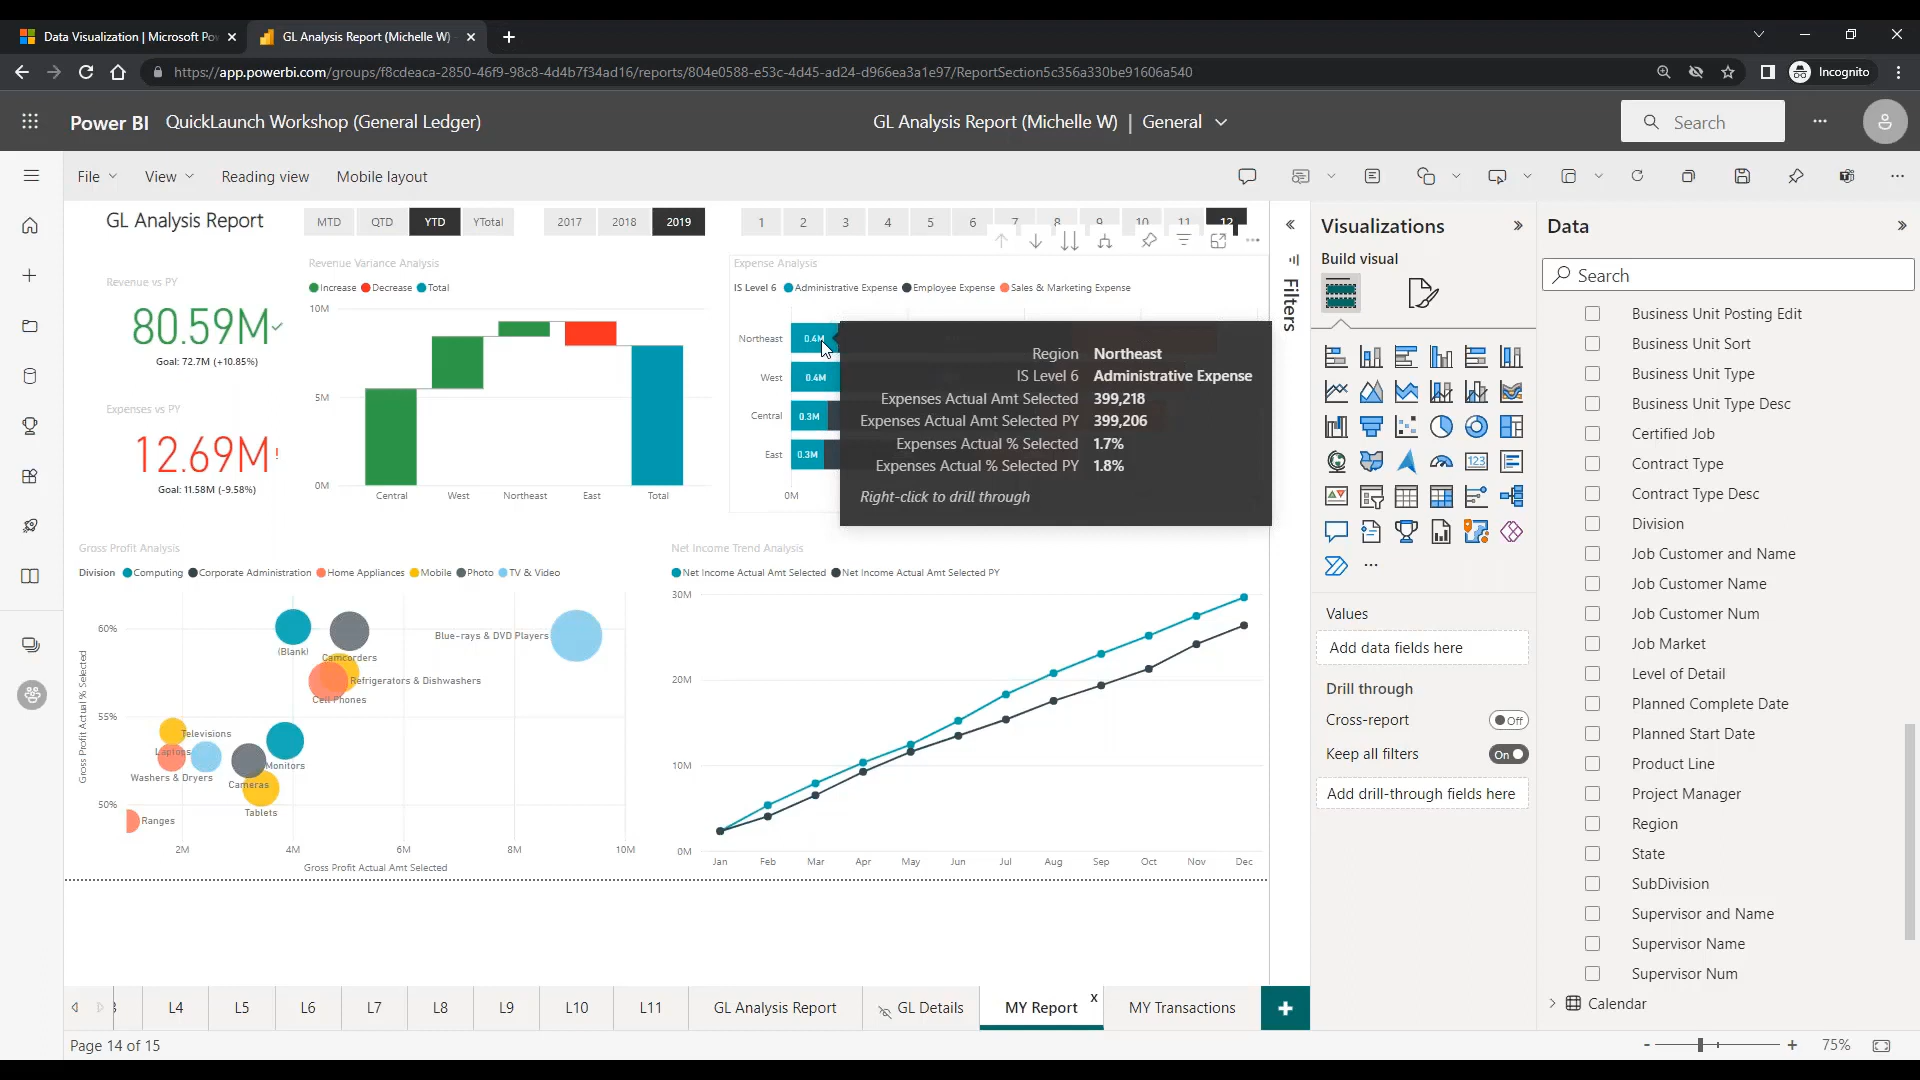 Data Visualization | Microsoft Po
GL Analysis Report (Michelle W)
https://app.powerbi.com/groups/f8cdeaca-2850-46f9-98c8-4d4b7f34ad16/reports/804e0588-e53c-4d45-ad24-d966ea3a1e97/ReportSection5c356a330be91606a540
Incognito
Power BI QuickLaunch Workshop (General Ledger)
GL Analysis Report (Michelle W) | General
Search
File View Reading view Mobile layout
GL Analysis Report
MTD QTD YTD YTotal
2017 2018 2019
1 2 3 4 5 6 7 8 9 10 11 12
Revenue vs PY
80.59M
Goal: 72.7M (+10.85%)
Expenses vs PY
12.69M!
Goal: 11.58M (-9.58%)
Revenue Variance Analysis
Increase Decrease Total
10M
5M
0M
Central West Northeast East Total
Expense Analysis
IS Level 6 Administrative Expense Employee Expense Sales & Marketing Expense
Northeast 0.4M
West 0.4M
Central 0.3M
East 0.3M
0M
Region Northeast
IS Level 6 Administrative Expense
Expenses Actual Amt Selected 399,218
Expenses Actual Amt Selected PY 399,206
Expenses Actual % Selected 1.7%
Expenses Actual % Selected PY 1.8%
Right-click to drill through
Gross Profit Analysis
Division Computing Corporate Administration Home Appliances Mobile Photo TV & Video
Gross Profit Actual % Selected
60%
55%
50%
(Blank)
Camcorders
Blue-rays & DVD Players
Refrigerators & Dishwashers
Cell Phones
Televisions
Laptops
Monitors
Washers & Dryers
Cameras
Tablets
Ranges
2M 4M 6M 8M 10M
Gross Profit Actual Amt Selected
Net Income Trend Analysis
Net Income Actual Amt Selected Net Income Actual Amt Selected PY
30M
20M
10M
0M
Jan Feb Mar Apr May Jun Jul Aug Sep Oct Nov Dec
Filters
Visualizations
Build visual
123
Values
Add data fields here
Drill through
Cross-report Off
Keep all filters On
Add drill-through fields here
Data
Search
Business Unit Posting Edit
Business Unit Sort
Business Unit Type
Business Unit Type Desc
Certified Job
Contract Type
Contract Type Desc
Division
Job Customer and Name
Job Customer Name
Job Customer Num
Job Market
Level of Detail
Planned Complete Date
Planned Start Date
Product Line
Project Manager
Region
State
SubDivision
Supervisor and Name
Supervisor Name
Supervisor Num
Calendar
L4 L5 L6 L7 L8 L9 L10 L11 GL Analysis Report GL Details MY Report MY Transactions
Page 14 of 15
75%